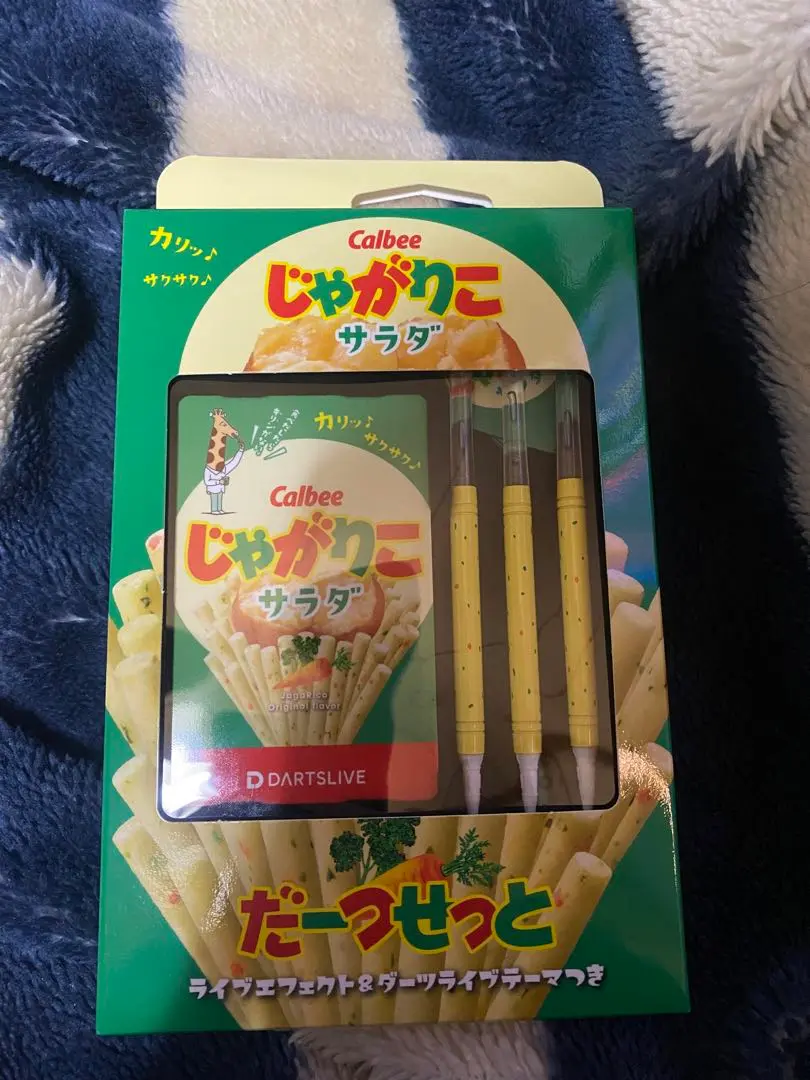 カリッ♪
サクサク♪
Calbee
じゃがりこ
サラダ
カリッ♪
サクサク♪
Calbee
じゃがりこ
サラダ
JagaRico
Original flavor
DARTSLIVE
だーつせっと
ライブエフェクト&ダーツライブテーマつき